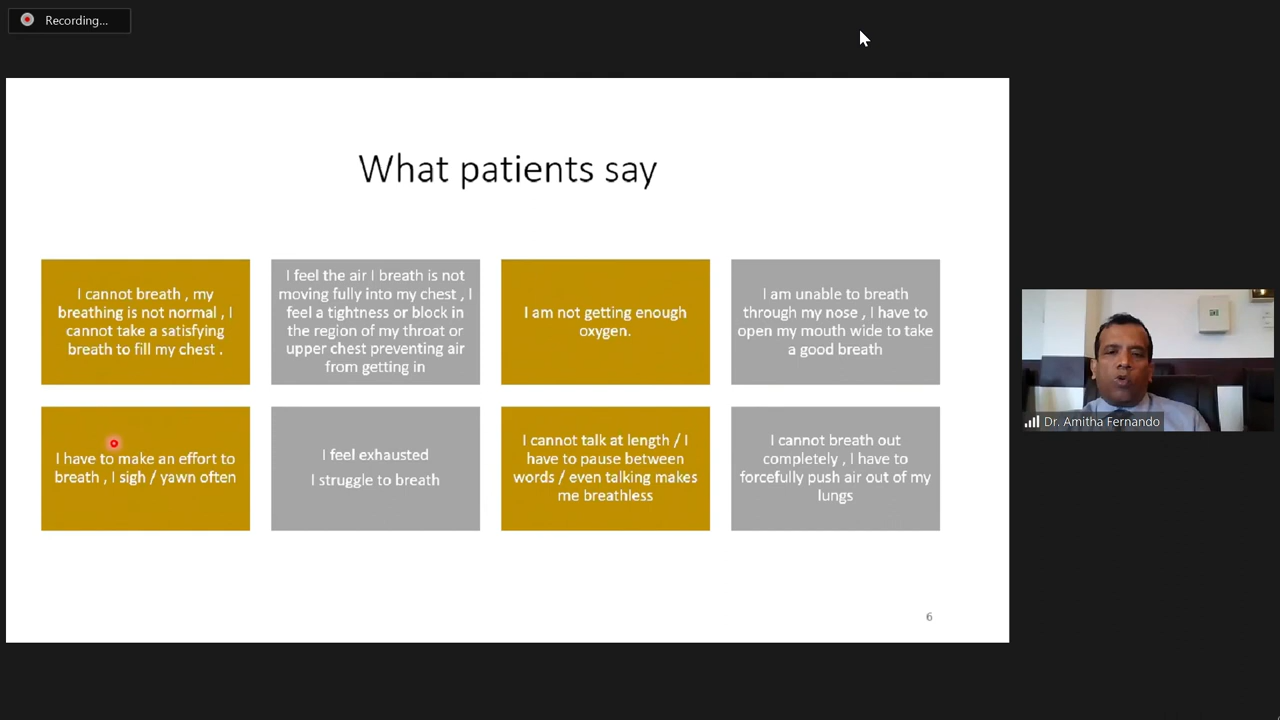 Recording...
What patients say
I cannot breath , my
breathing is not normal , I
cannot take a satisfying
breath to fill my chest .
I feel the air I breath is not
moving fully into my chest , I
feel a tightness or block in
the region of my throat or
upper chest preventing air
from getting in
I am not getting enough
oxygen.
I am unable to breath
through my nose , I have to
open my mouth wide to take
a good breath
I have to make an effort to
breath , I sigh / yawn often
I feel exhausted
I struggle to breath
I cannot talk at length / I
have to pause between
words / even talking makes
me breathless
I cannot breath out
completely , I have to
forcefully push air out of my
lungs
6
Dr. Amitha Fernando